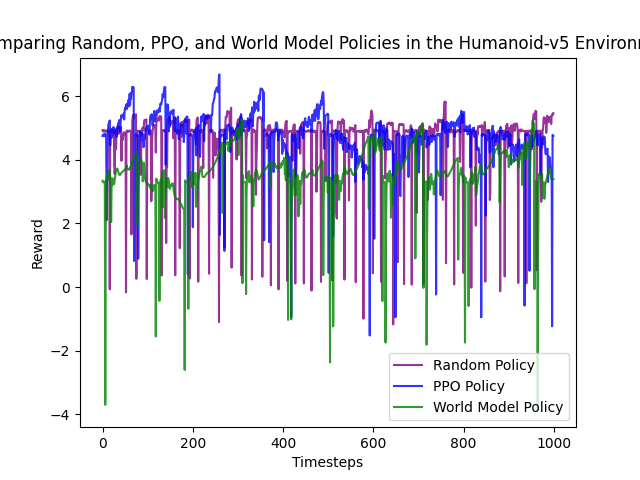 mparing Random, PPO, and World Model Policies in the Humanoid-v5 Environm
6
4
2
0
−2
−4
Reward
0
200
400
600
800
1000
Timesteps
Random Policy
PPO Policy
World Model Policy